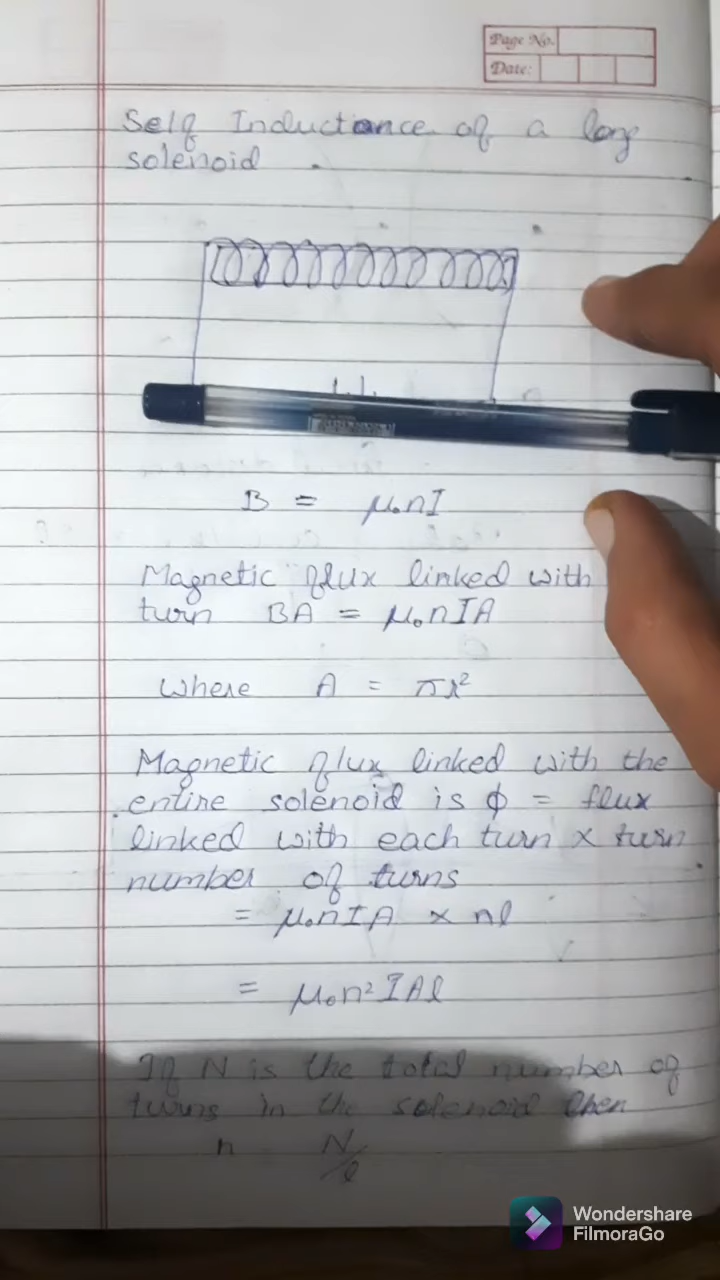 Page No.
Date:
Self Inductance of a long
solenoid
B = μ₀nI
Magnetic flux linked with
turn BA = μ₀nIA
Where A = πr²
Magnetic flux linked with the
entire solenoid is ϕ = flux
linked with each turn × turn
number of turns
= μ₀nIA × nl
= μ₀n²IAl
If N is the total number of
turns in the solenoid then
n N/l
Wondershare
FilmoraGo